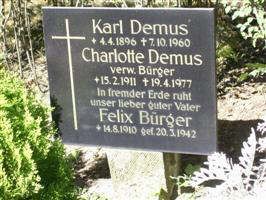 Karl Demus
* 4.4.1896 † 7.10.1960
Charlotte Demus
verw. Bürger
* 15.2.1911 † 19.4.1977
In fremder Erde ruht
unser lieber guter Vater
Felix Bürger
* 14.8.1910 gef. 20.3.1942